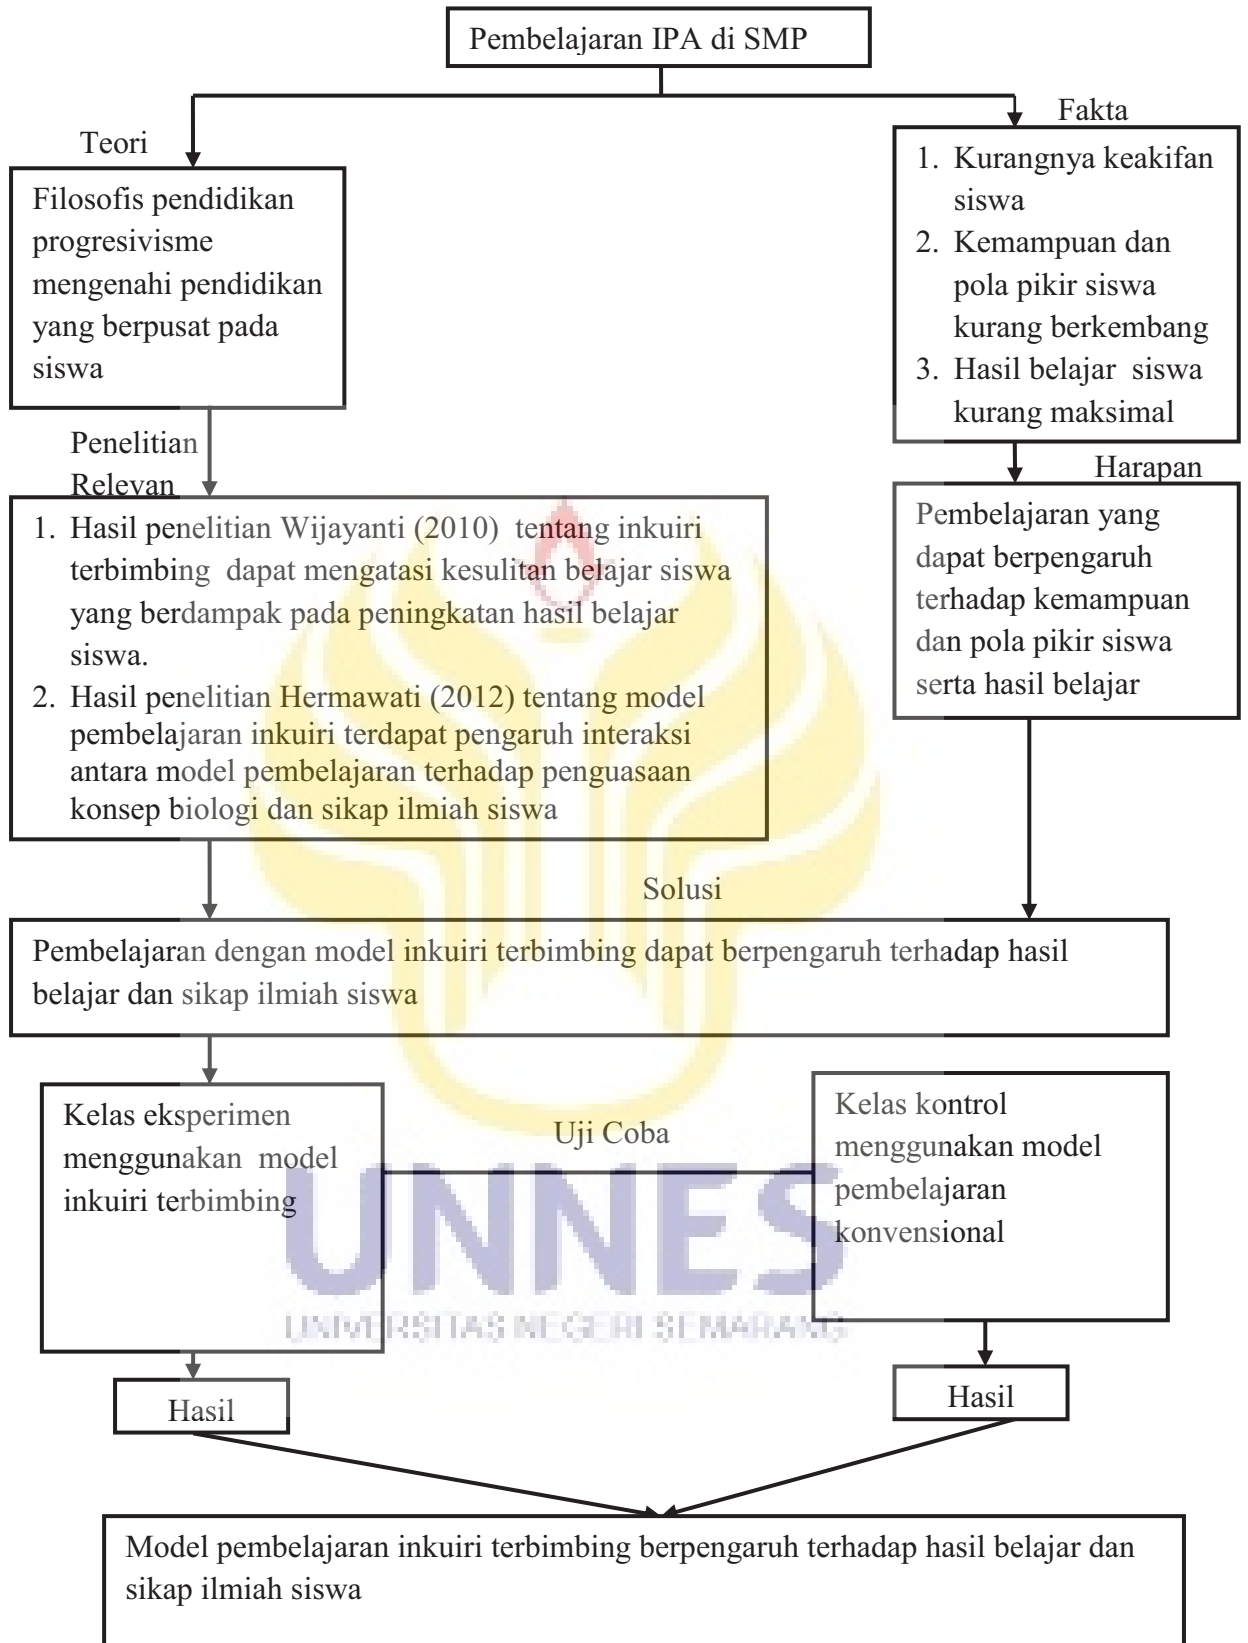 Pembelajaran IPA di SMP
Teori
Filosofis pendidikan
progresivisme
mengenahi pendidikan
yang berpusat pada
siswa
Fakta
1. Kurangnya keakifan
siswa
2. Kemampuan dan
pola pikir siswa
kurang berkembang
3. Hasil belajar siswa
kurang maksimal
Penelitian
Relevan
1. Hasil penelitian Wijayanti (2010) tentang inkuiri
terbimbing dapat mengatasi kesulitan belajar siswa
yang berdampak pada peningkatan hasil belajar
siswa.
2. Hasil penelitian Hermawati (2012) tentang model
pembelajaran inkuiri terdapat pengaruh interaksi
antara model pembelajaran terhadap penguasaan
konsep biologi dan sikap ilmiah siswa
Harapan
Pembelajaran yang
dapat berpengaruh
terhadap kemampuan
dan pola pikir siswa
serta hasil belajar
Solusi
Pembelajaran dengan model inkuiri terbimbing dapat berpengaruh terhadap hasil
belajar dan sikap ilmiah siswa
Kelas eksperimen
menggunakan model
inkuiri terbimbing
Uji Coba
Kelas kontrol
menggunakan model
pembelajaran
konvensional
UNNES
UNIVERSITAS NEGERI SEMARANG
Hasil
Hasil
Model pembelajaran inkuiri terbimbing berpengaruh terhadap hasil belajar dan
sikap ilmiah siswa